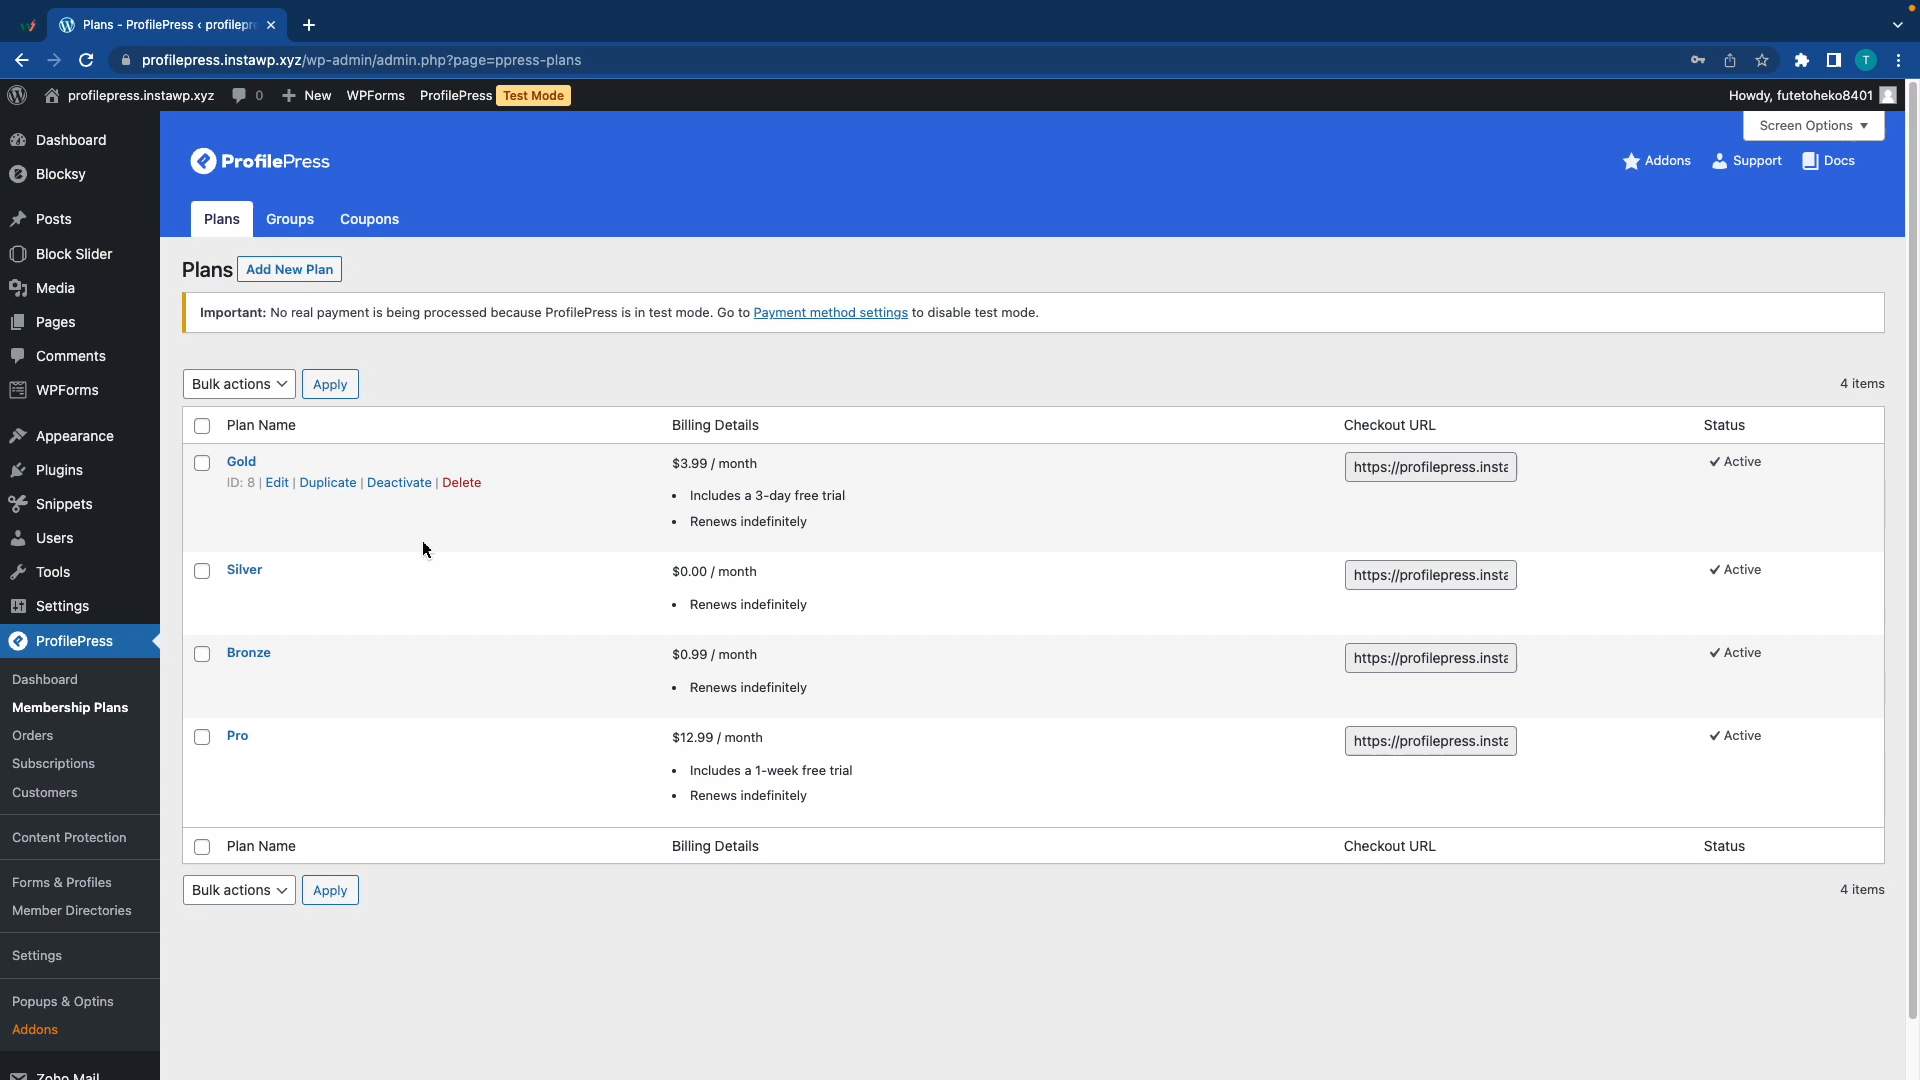 Plans - ProfilePress ‹ profilepre
profilepress.instawp.xyz/wp-admin/admin.php?page=ppress-plans
T
profilepress.instawp.xyz 0 New WPForms ProfilePress Test Mode Howdy, futetoheko8401
Screen Options
Dashboard
Blocksy
Posts
Block Slider
Media
Pages
Comments
WPForms
Appearance
Plugins
Snippets
Users
Tools
Settings
ProfilePress
Dashboard
Membership Plans
Orders
Subscriptions
Customers
Content Protection
Forms & Profiles
Member Directories
Settings
Popups & Optins
Addons
Zoho Mail
ProfilePress
Addons Support Docs
Plans Groups Coupons
Plans Add New Plan
Important: No real payment is being processed because ProfilePress is in test mode. Go to Payment method settings to disable test mode.
Bulk actions Apply 4 items
Plan Name Billing Details Checkout URL Status
Gold $3.99 / month https://profilepress.insta Active
ID: 8 | Edit | Duplicate | Deactivate | Delete
• Includes a 3-day free trial
• Renews indefinitely
Silver $0.00 / month https://profilepress.insta Active
• Renews indefinitely
Bronze $0.99 / month https://profilepress.insta Active
• Renews indefinitely
Pro $12.99 / month https://profilepress.insta Active
• Includes a 1-week free trial
• Renews indefinitely
Plan Name Billing Details Checkout URL Status
Bulk actions Apply 4 items